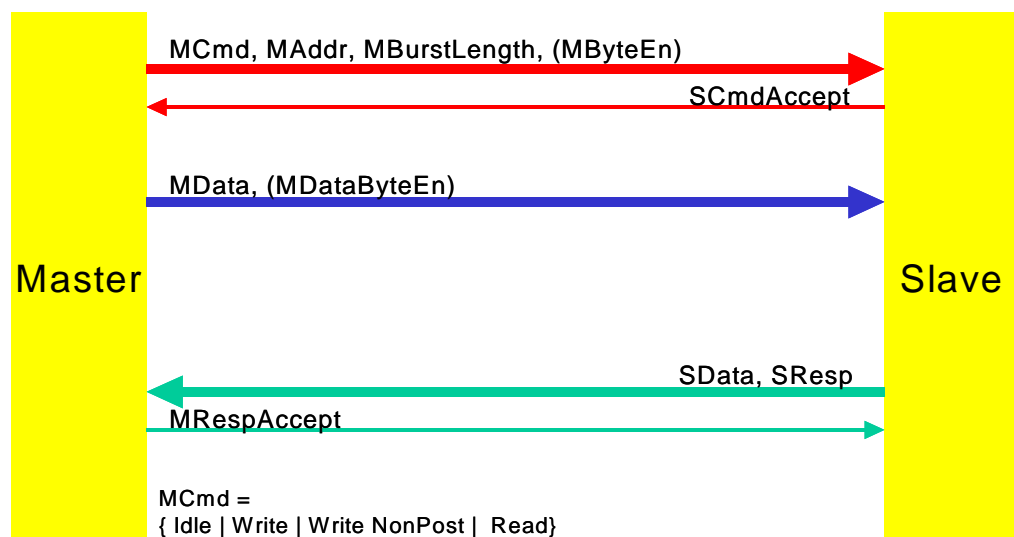 MCmd, MAddr, MBurstLength, (MByteEn)
SCmdAccept
MData, (MDataByteEn)
Master
Slave
SData, SResp
MRespAccept
MCmd =
{ Idle | Write | Write NonPost | Read}